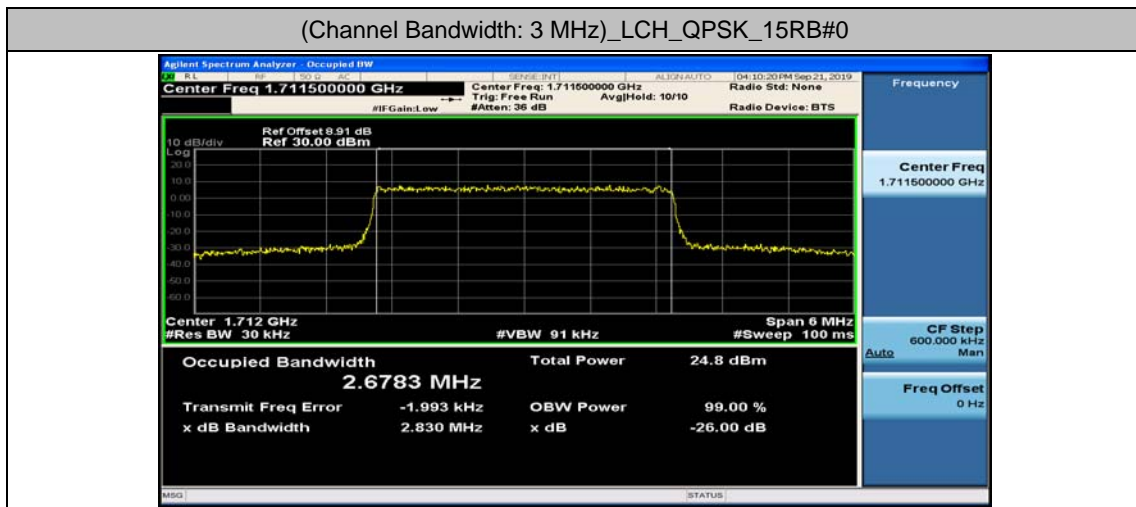 (Channel Bandwidth: 3 MHz)_LCH_QPSK_15RB#0
Agilent Spectrum Analyzer - Occupied BW
RL RF 50 Ω AC SENSE:INT ALIGN AUTO 04:10:20 PM Sep 21, 2019
Center Freq 1.711500000 GHz
Center Freq: 1.711500000 GHz Radio Std: None
Trig: Free Run Avg|Hold: 10/10
#IFGain:Low #Atten: 36 dB Radio Device: BTS
Ref Offset 8.91 dB
10 dB/div Ref 30.00 dBm
Log
20.0
10.0
0.00
-10.0
-20.0
-30.0
-40.0
-50.0
-60.0
Center 1.712 GHz Span 6 MHz
#Res BW 30 kHz #VBW 91 kHz #Sweep 100 ms
Occupied Bandwidth Total Power 24.8 dBm
2.6783 MHz
Transmit Freq Error -1.993 kHz OBW Power 99.00 %
x dB Bandwidth 2.830 MHz x dB -26.00 dB
MSG STATUS
Frequency
Center Freq
1.711500000 GHz
CF Step
600.000 kHz
Auto Man
Freq Offset
0 Hz